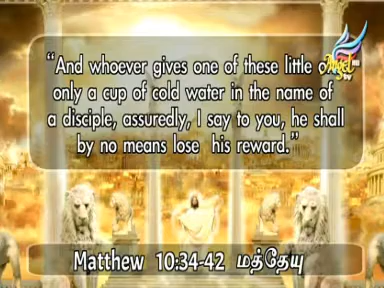 “And whoever gives one of these little
only a cup of cold water in the name of
a disciple, assuredly, I say to you, he shall
by no means lose his reward.”
Matthew 10:34-42 மத்தேயு